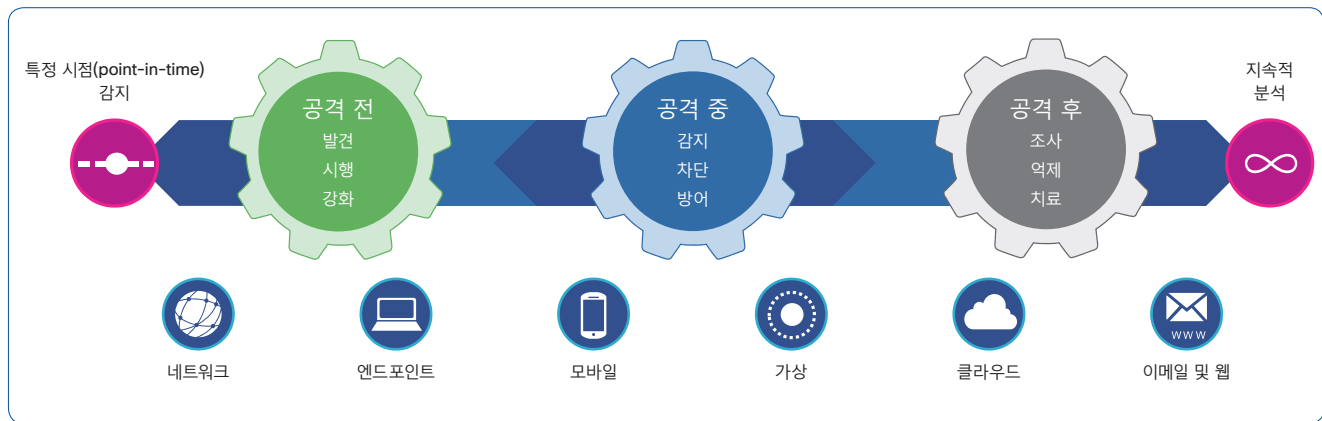 특정 시점(point-in-time)
감지
공격 전
발견
시행
강화
공격 중
감지
차단
방어
공격 후
조사
억제
치료
지속적
분석
네트워크
엔드포인트
모바일
가상
클라우드
www
이메일 및 웹